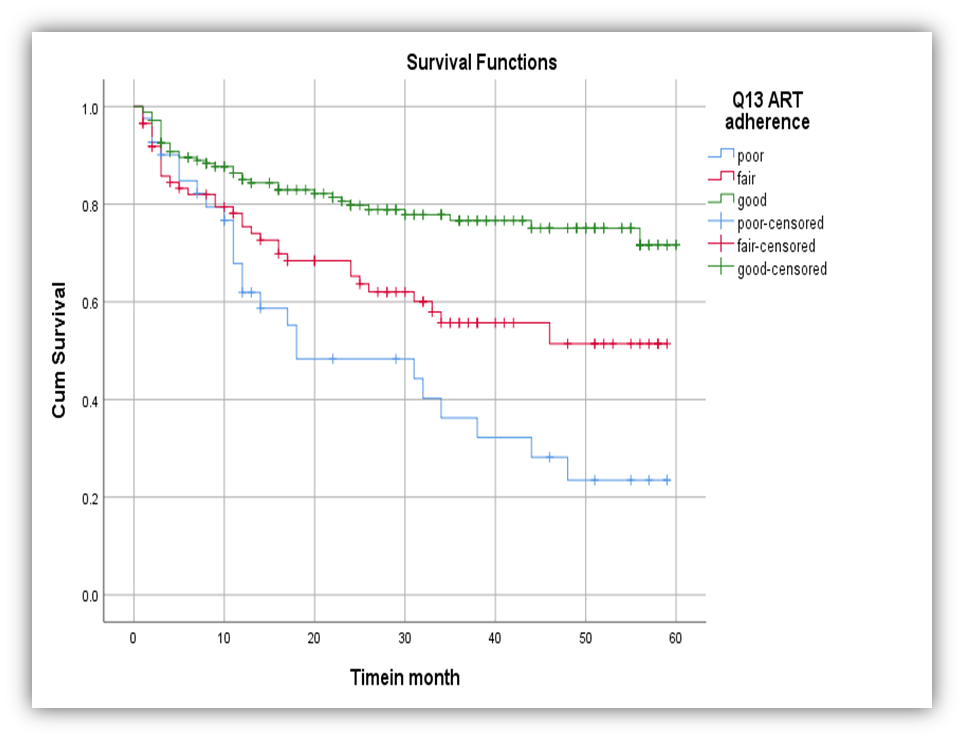 Survival Functions
Q13 ART
adherence
poor
fair
good
poor-censored
fair-censored
good-censored
Cum Survival
1.0
0.8
0.6
0.4
0.2
0.0
0 10 20 30 40 50 60
Timein month